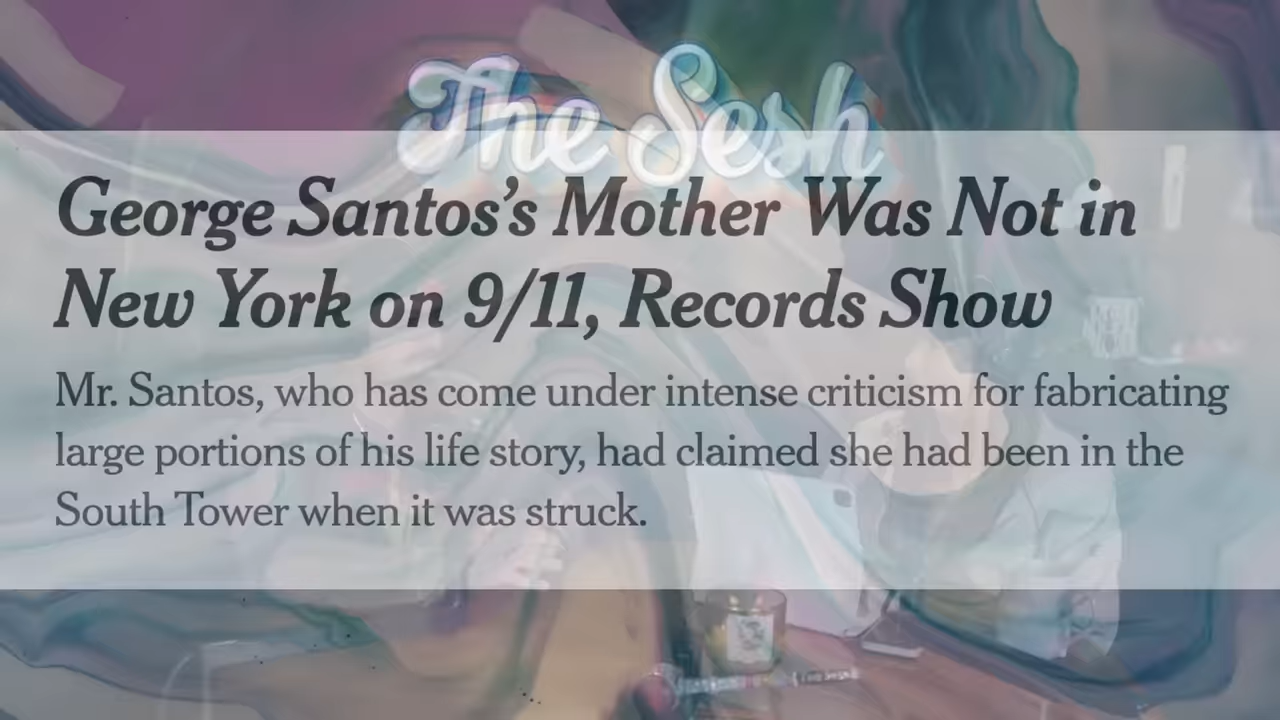 The Sesh
George Santos’s Mother Was Not in
New York on 9/11, Records Show
Mr. Santos, who has come under intense criticism for fabricating
large portions of his life story, had claimed she had been in the
South Tower when it was struck.